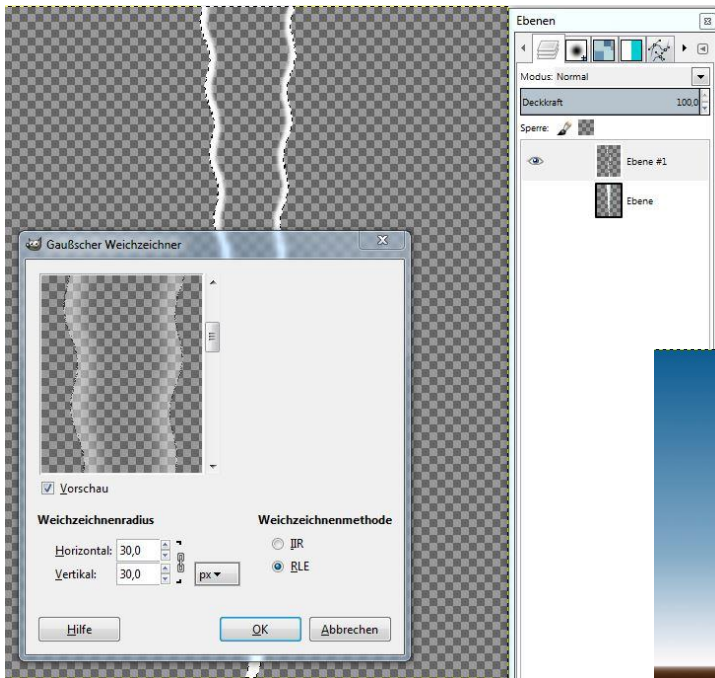 Ebenen
Modus: Normal
Deckkraft 100,0
Sperre:
Ebene #1
Ebene
Gaußscher Weichzeichner
Vorschau
Weichzeichnenradius
Horizontal: 30,0
Vertikal: 30,0
px
Weichzeichnenmethode
IIR
RLE
Hilfe
OK
Abbrechen